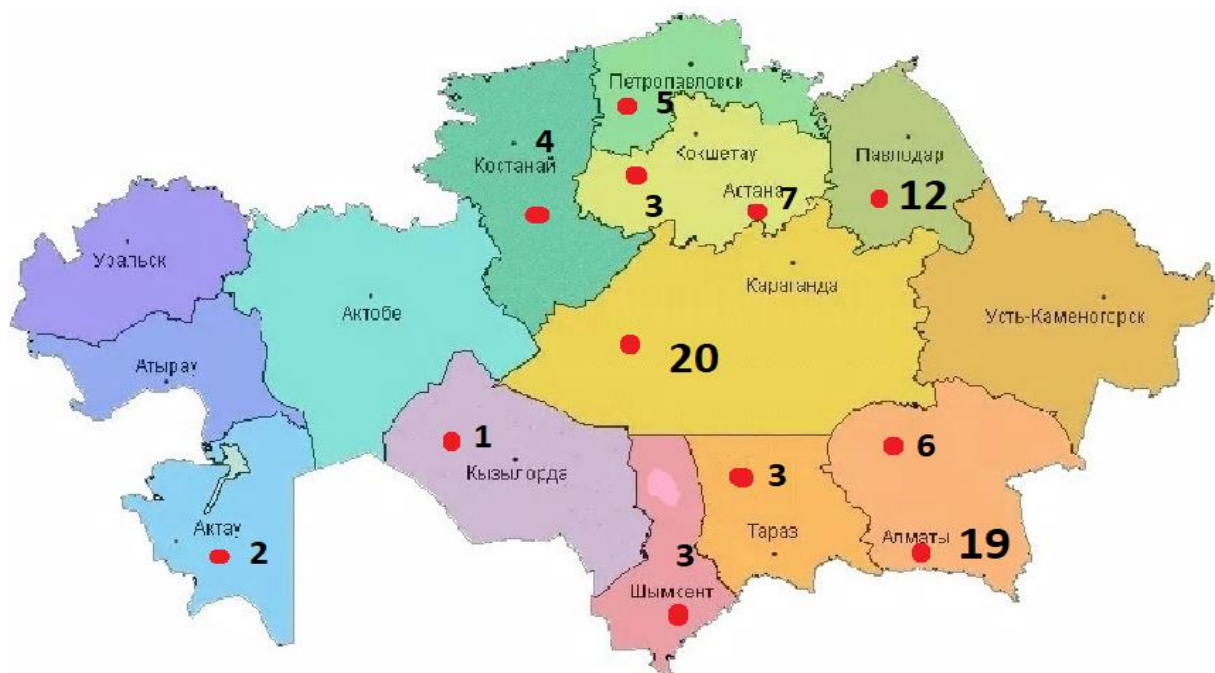 Петропавловск
5
4
Костанай
Кокшетау
3
Астана
7
Павлодар
12
Уральск
Актобе
Караганда
Усть-Каменогорск
20
Атырау
1
Кызылорда
6
3
Тараз
Актау
2
3
Шымкент
Алматы
19